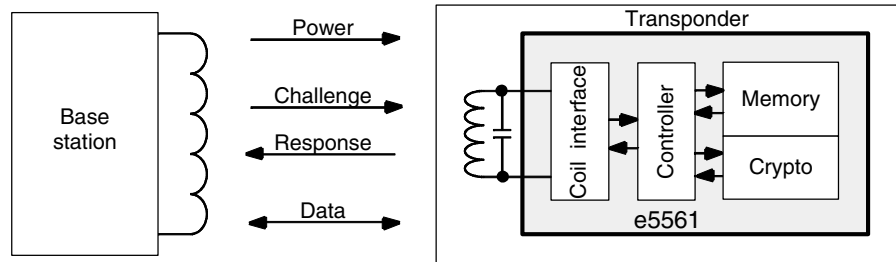 Base
station
Power
Challenge
Response
Data
Transponder
Coil interface
Controller
Memory
Crypto
e5561